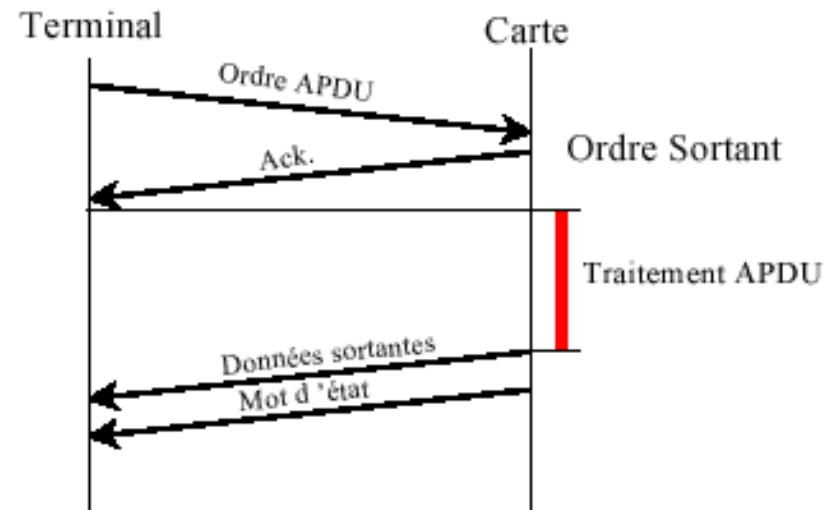 Terminal
Carte
Ordre APDU
Ack.
Ordre Sortant
Traitement APDU
Données sortantes
Mot d ’état